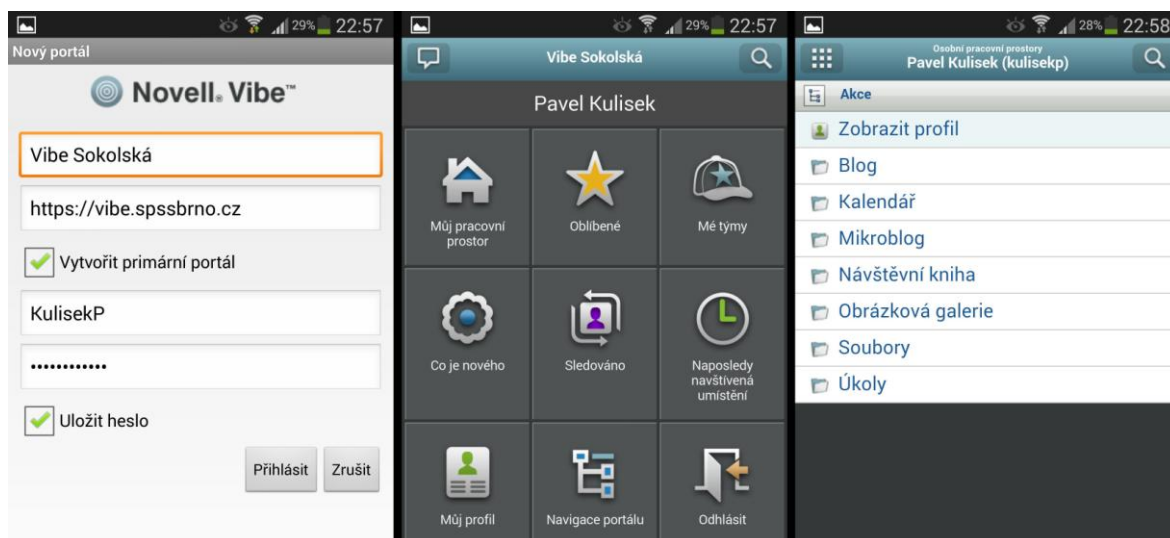 29% 22:57
Nový portál
Novell® Vibe™
Vibe Sokolská
https://vibe.spssbrno.cz
Vytvořit primární portál
KulisekP
••••••••••••
Uložit heslo
Přihlásit Zrušit
29% 22:57
Vibe Sokolská
Pavel Kulisek
Můj pracovní
prostor
Oblíbené
Mé týmy
Co je nového
Sledováno
Naposledy
navštívená
umístění
Můj profil
Navigace portálu
Odhlásit
28% 22:58
Osobní pracovní prostory
Pavel Kulisek (kulisekp)
Akce
Zobrazit profil
Blog
Kalendář
Mikroblog
Návštěvní kniha
Obrázková galerie
Soubory
Úkoly